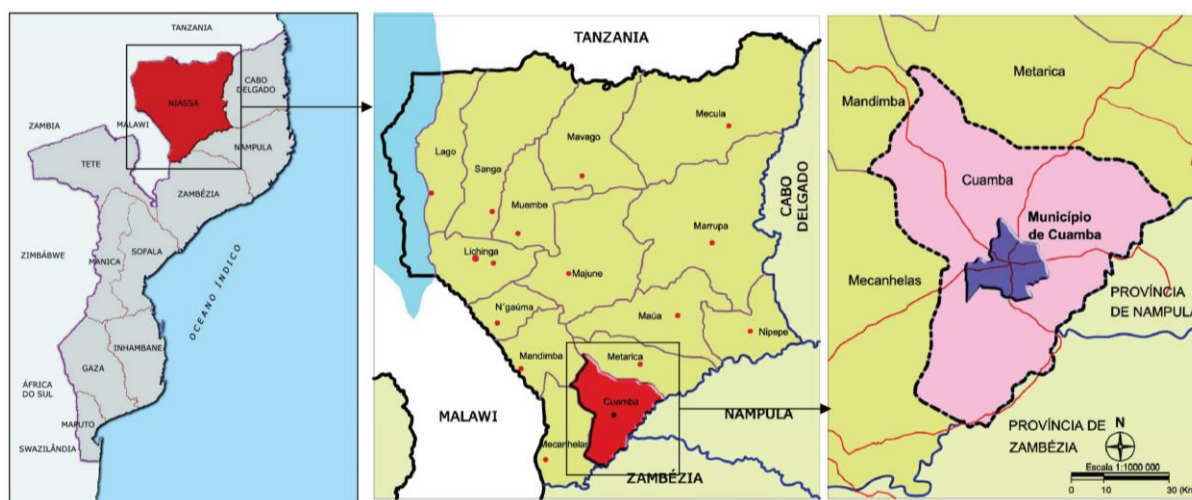 TANZANIA
CABO
DELGADO
NIASSA
ZAMBIA
MALAWI
NAMPULA
TETE
ZAMBÉZIA
ZIMBÁBWE
MANICA
SOFALA
OCEANO ÍNDICO
INHAMBANE
GAZA
ÁFRICA
DO SUL
MAPUTO
SWAZILÂNDIA
TANZANIA
Mecula
Lago
Mavago
Sanga
Muembe
CABO
DELGADO
Marrupa
Lichinga
Majune
N'gaúma
Maúa
Nipepe
Mandimba
Metarica
Cuamba
MALAWI
NAMPULA
Mecanhelas
ZAMBÉZIA
Metarica
Mandimba
Cuamba
Município
de Cuamba
Mecanhelas
PROVÍNCIA
DE NAMPULA
PROVÍNCIA DE
ZAMBÉZIA
N
Escala 1:1000 000
0 10 30 (Km